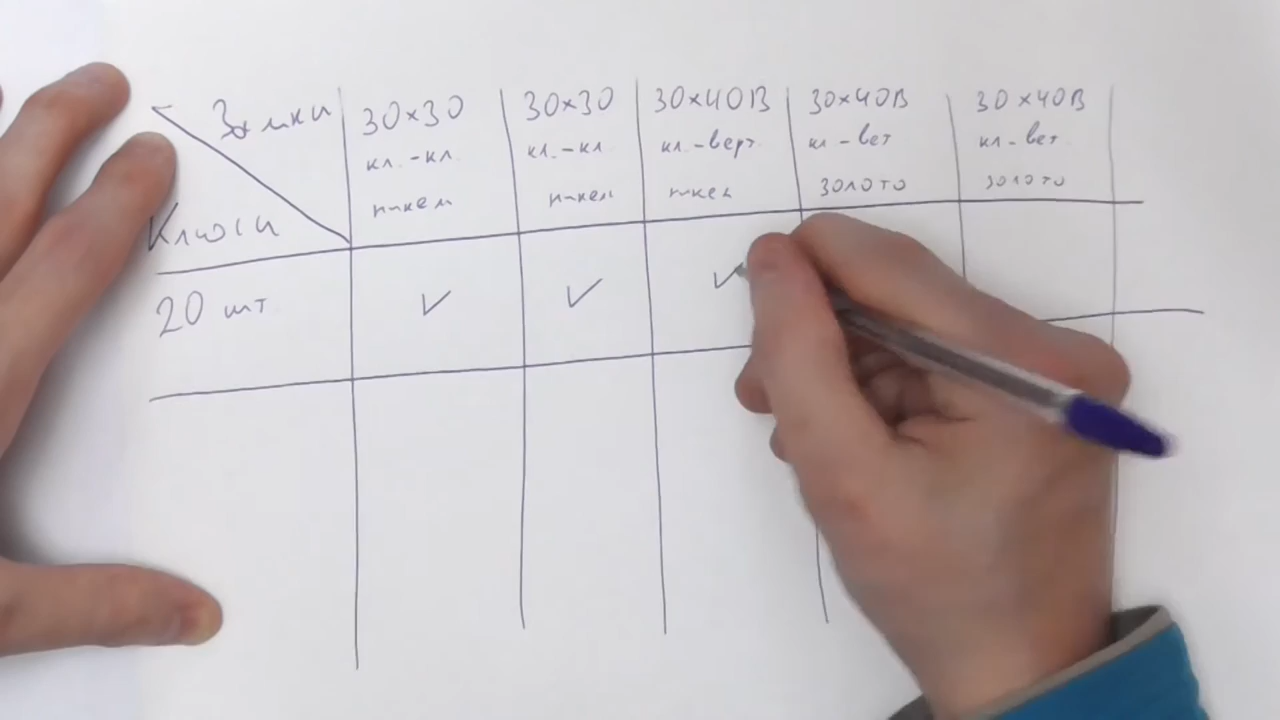 Замки
Ключи
30×30
кл.-кл.
никель
30×30
кл.-кл
никель
30×40В
кл.-верт.
никел
30×40В
кл-вет
золото
30×40В
кл.-вет.
золото
20 шт